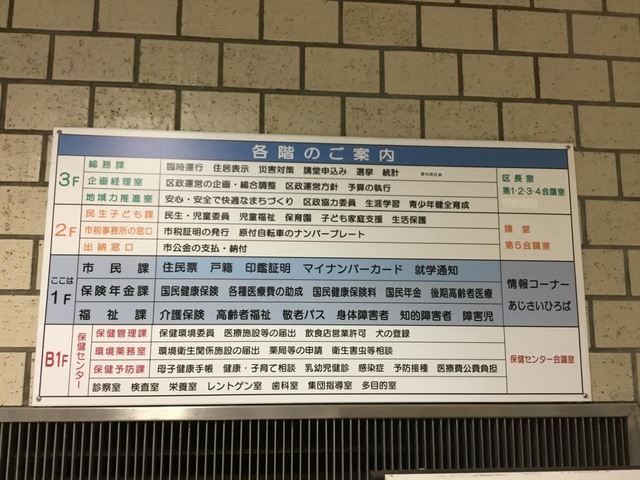 各階のご案内
3F
総務課 臨時運行 住居表示 災害対策 講堂申込み 選挙 統計
企画経理室 区政運営の企画・総合調整 区政運営方針 予算の執行
地域力推進室 安心・安全で快適なまちづくり 区政協力委員 生涯学習 青少年健全育成
区長室
第1・2・3・4会議室
2F
民生子ども課 民生・児童委員 児童福祉 保育園 子ども家庭支援 生活保護
市税事務所の窓口 市税証明の発行 原付自転車のナンバープレート
出納窓口 市公金の支払・納付
講堂
第5会議室
ここは
1F
市民課 住民票 戸籍 印鑑証明 マイナンバーカード 就学通知
保険年金課 国民健康保険 各種医療費の助成 国民健康保険料 国民年金 後期高齢者医療
福祉課 介護保険 高齢者福祉 敬老パス 身体障害者 知的障害者 障害児
情報コーナー
あじさいひろば
B1F
保健センター
保健管理課 保健環境委員 医療施設等の届出 飲食店営業許可 犬の登録
環境薬務室 環境衛生関係施設の届出 薬局等の申請 衛生害虫等相談
保健予防課 母子健康手帳 健康・子育て相談 乳幼児健診 感染症 予防接種 医療費公費負担
診察室 検査室 栄養室 レントゲン室 歯科室 集団指導室 多目的室
保健センター会議室